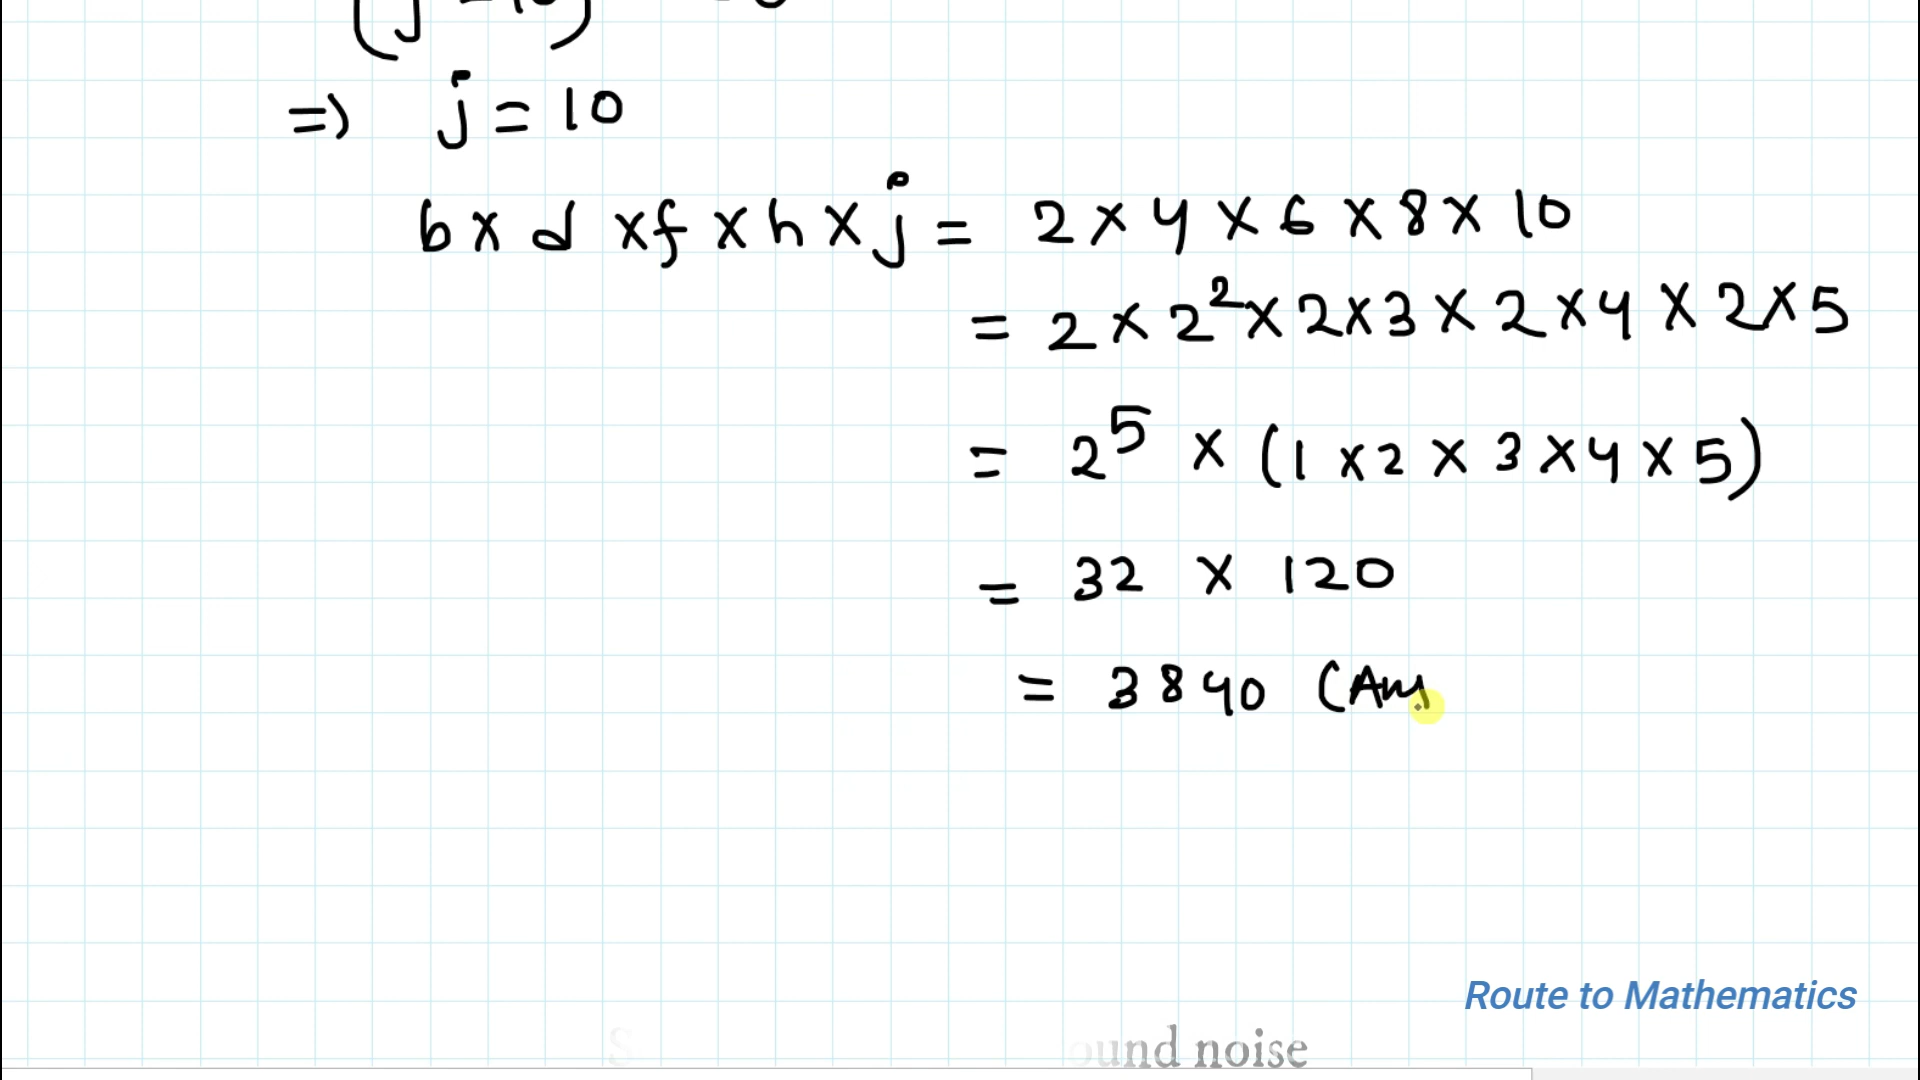 => j = 10
b x d x f x h x j = 2 x 4 x 6 x 8 x 10
= 2 x 2² x 2 x 3 x 2 x 4 x 2 x 5
= 2⁵ x (1 x 2 x 3 x 4 x 5)
= 32 x 120
= 3840 (Ans
Route to Mathematics
noise